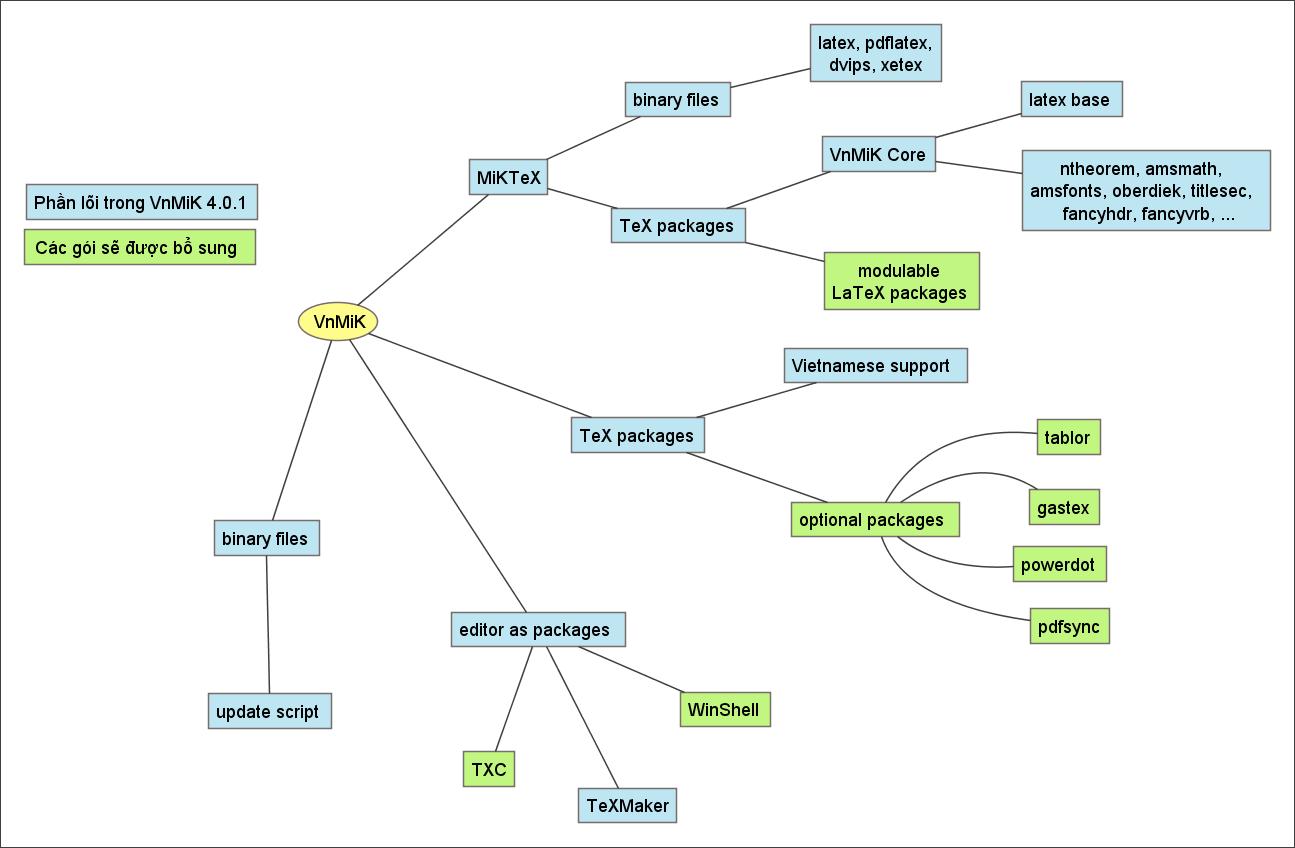 latex, pdflatex,
dvips, xetex
binary files
latex base
VnMiK Core
MiKTeX
ntheorem, amsmath,
amsfonts, oberdiek, titlesec,
fancyhdr, fancyvrb, ...
Phần lõi trong VnMiK 4.0.1
TeX packages
Các gói sẽ được bổ sung
modulable
LaTeX packages
VnMiK
Vietnamese support
TeX packages
tablor
optional packages
gastex
binary files
powerdot
editor as packages
pdfsync
update script
WinShell
TXC
TeXMaker